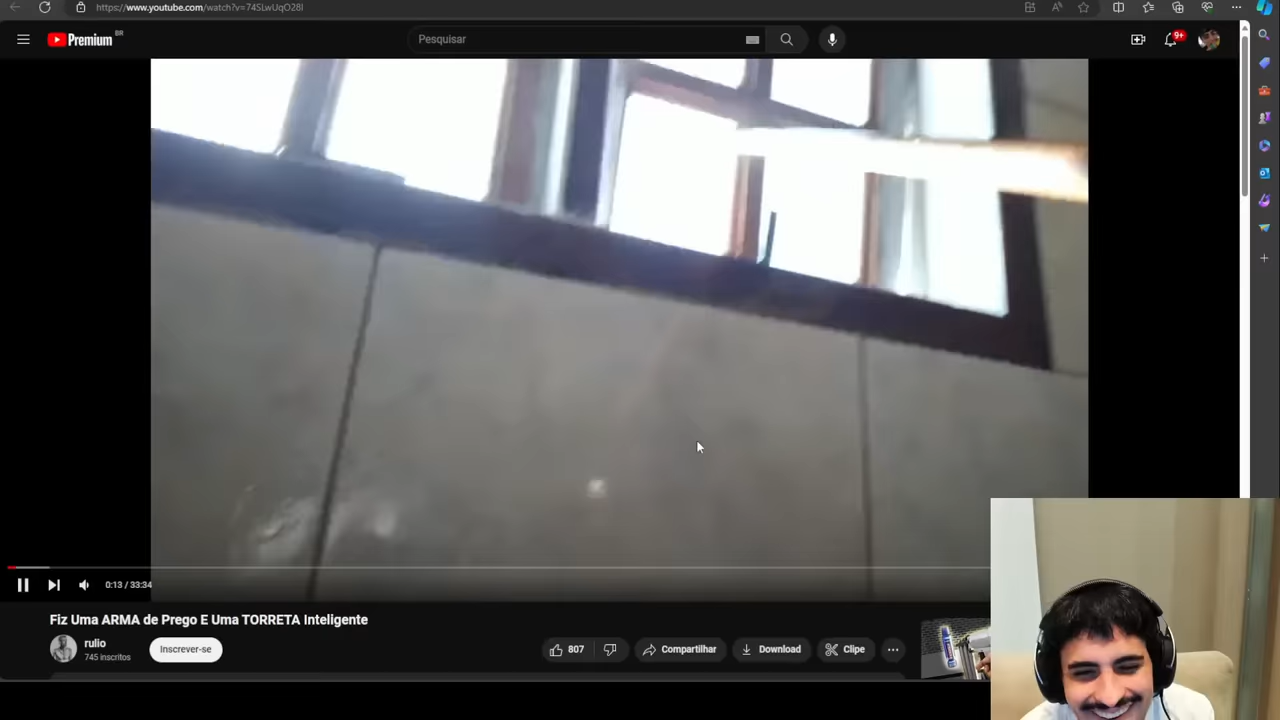 https://www.youtube.com/watch?v=74SLwUqO28I
Premium BR
Pesquisar
9+
0:13 / 33:34
Fiz Uma ARMA de Prego E Uma TORRETA Inteligente
rulio
745 inscritos
Inscrever-se
807
Compartilhar
Download
Clipe